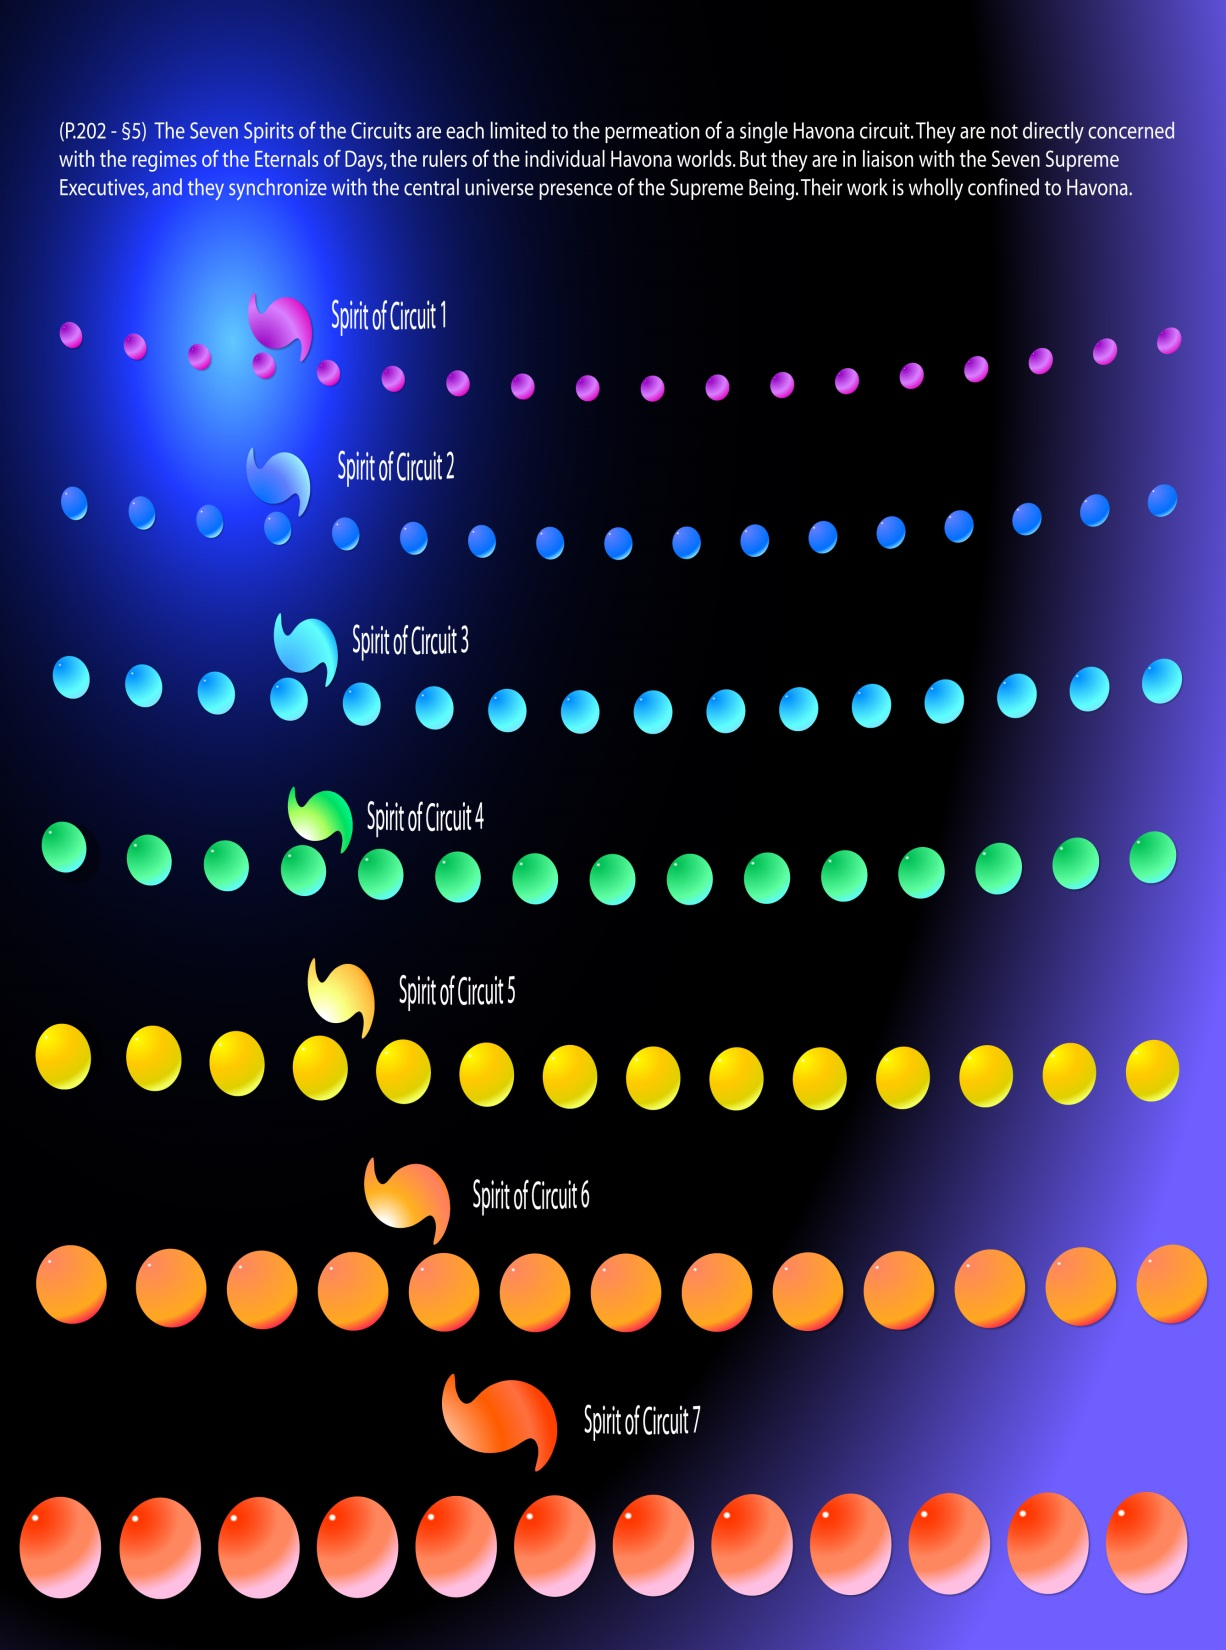 (P.202 - §5)  The Seven Spirits of the Circuits are each limited to the permeation of a single Havona circuit. They are not directly concerned
with the regimes of the Eternals of Days, the rulers of the individual Havona worlds. But they are in liaison with the Seven Supreme
Executives, and they synchronize with the central universe presence of the Supreme Being. Their work is wholly confined to Havona.
Spirit of Circuit 1
Spirit of Circuit 2
Spirit of Circuit 3
Spirit of Circuit 4
Spirit of Circuit 5
Spirit of Circuit 6
Spirit of Circuit 7